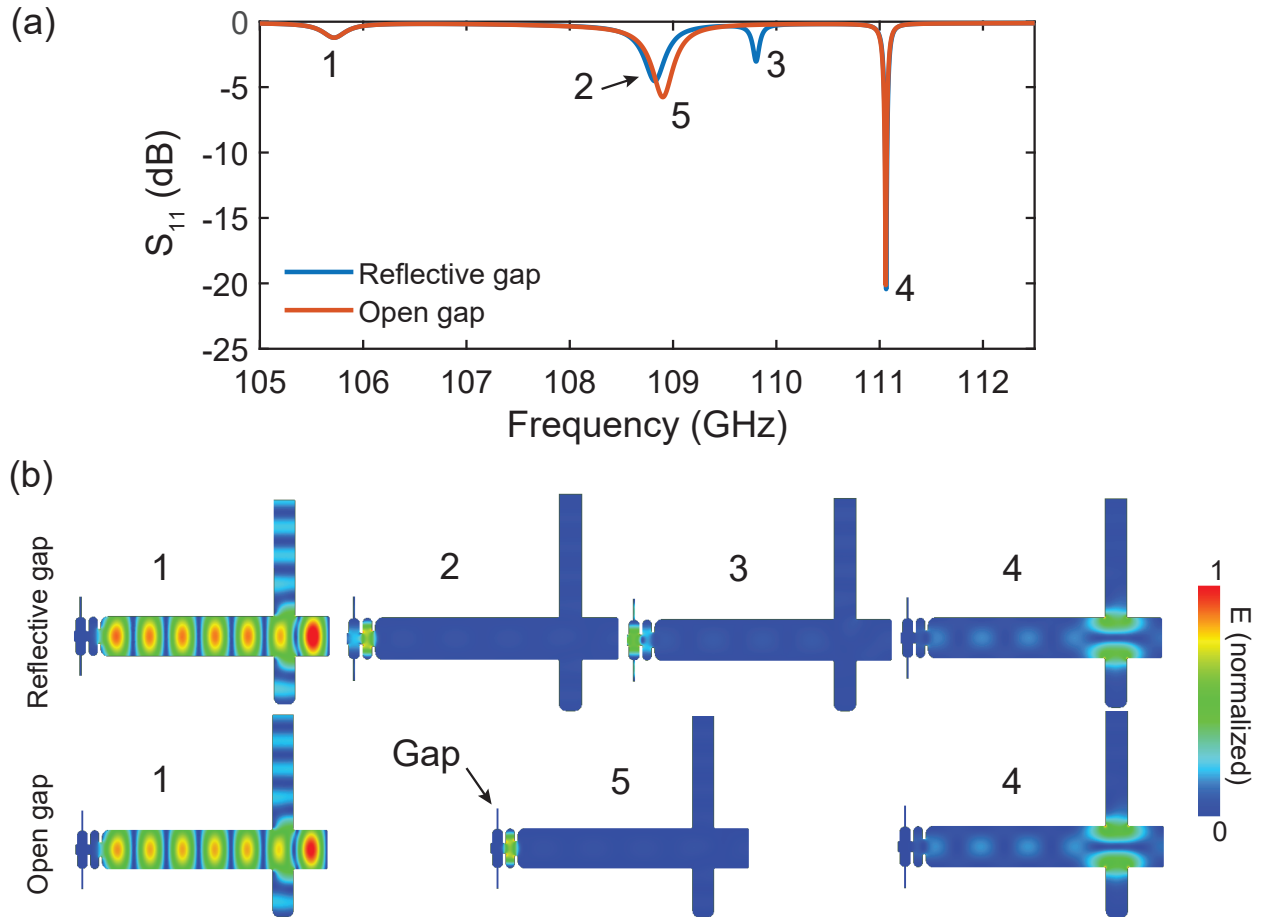 (a)
0
-5
-10
-15
-20
-25
S11 (dB)
1
2
5
3
4
Reflective gap
Open gap
105 106 107 108 109 110 111 112
Frequency (GHz)
(b)
Reflective gap
1 2 3 4
1
E (normalized)
0
Open gap
1
Gap
5
4